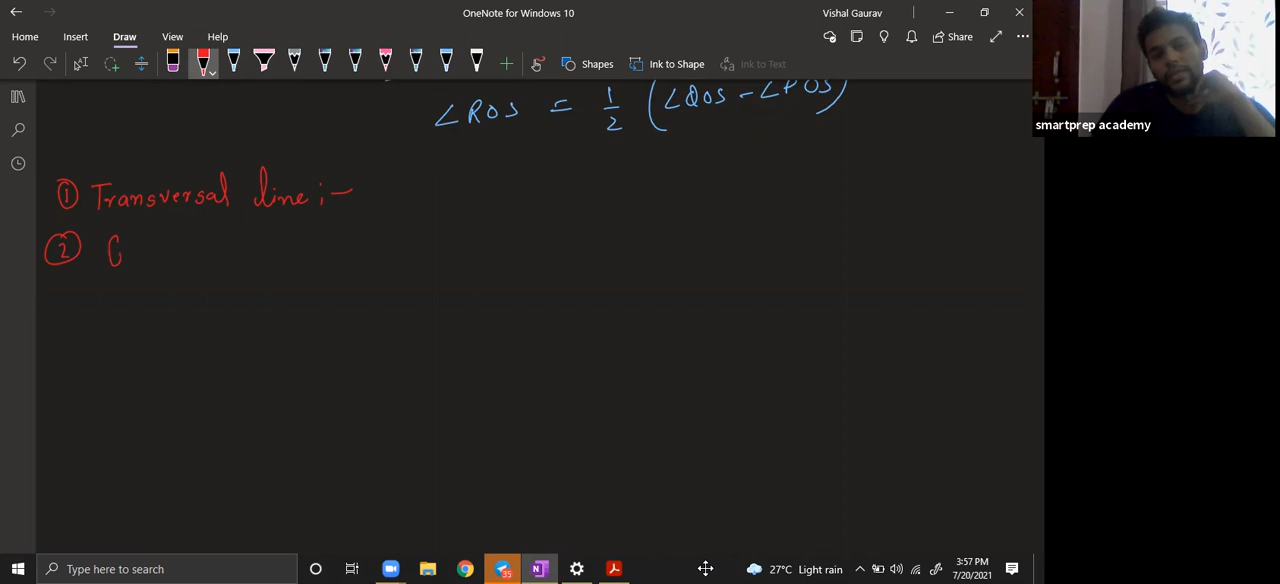 OneNote for Windows 10
Vishal Gaurav
Home Insert Draw View Help
Share
Shapes Ink to Shape Ink to Text
∠ROS = 1/2 (∠QOS - ∠POS)
smartprep academy
① Transversal line ;-
② C
Type here to search
35
27°C Light rain
3:57 PM
7/20/2021